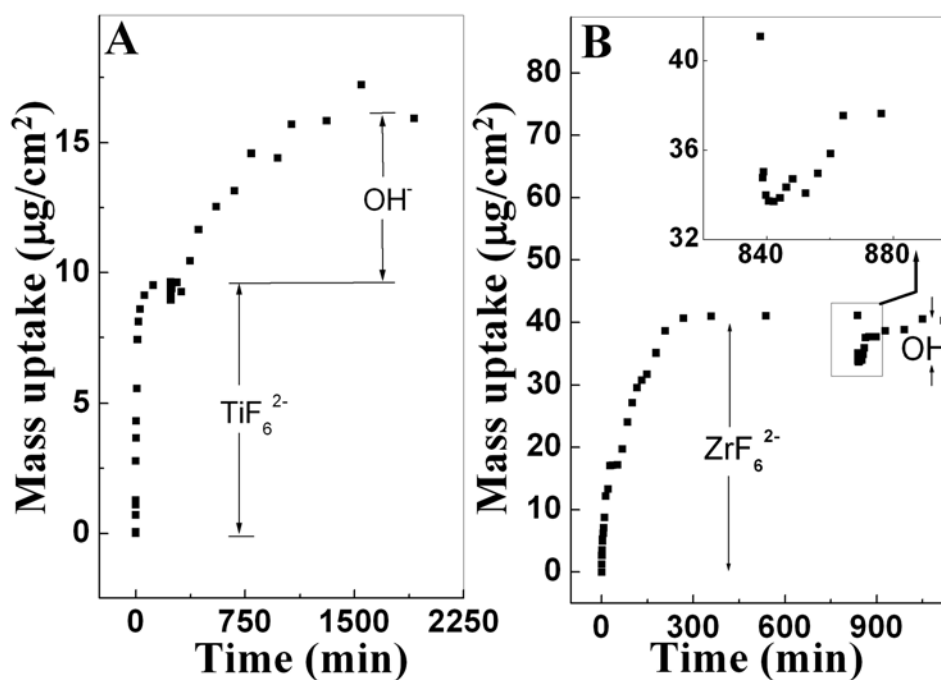 A
Mass uptake (µg/cm²)
15
10
5
0
OH⁻
TiF₆²⁻
0 750 1500 2250
Time (min)
B
Mass uptake (µg/cm²)
80
70
60
50
40
30
20
10
0
40
36
32
840 880
OH
ZrF₆²⁻
0 300 600 900
Time (min)